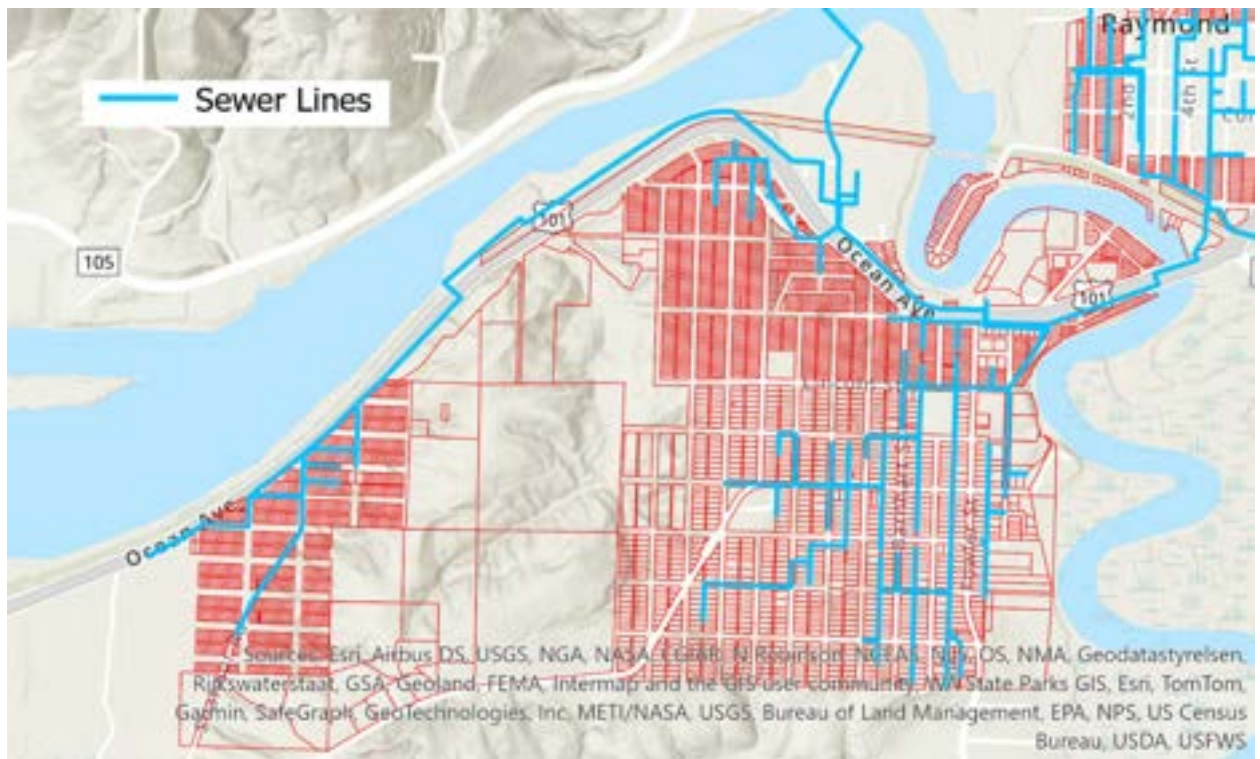 Raymond
Sewer Lines
2nd
4th St
101
105
Ocean Ave
101
Ocean Ave
Sources: Esri, Airbus DS, USGS, NGA, NASA, CGIAR, N Robinson, NCEAS, NLS, OS, NMA, Geodatastyrelsen,
Rijkswaterstaat, GSA, Geoland, FEMA, Intermap and the GIS user community, WA State Parks GIS, Esri, TomTom,
Garmin, SafeGraph, GeoTechnologies, Inc, METI/NASA, USGS, Bureau of Land Management, EPA, NPS, US Census
Bureau, USDA, USFWS